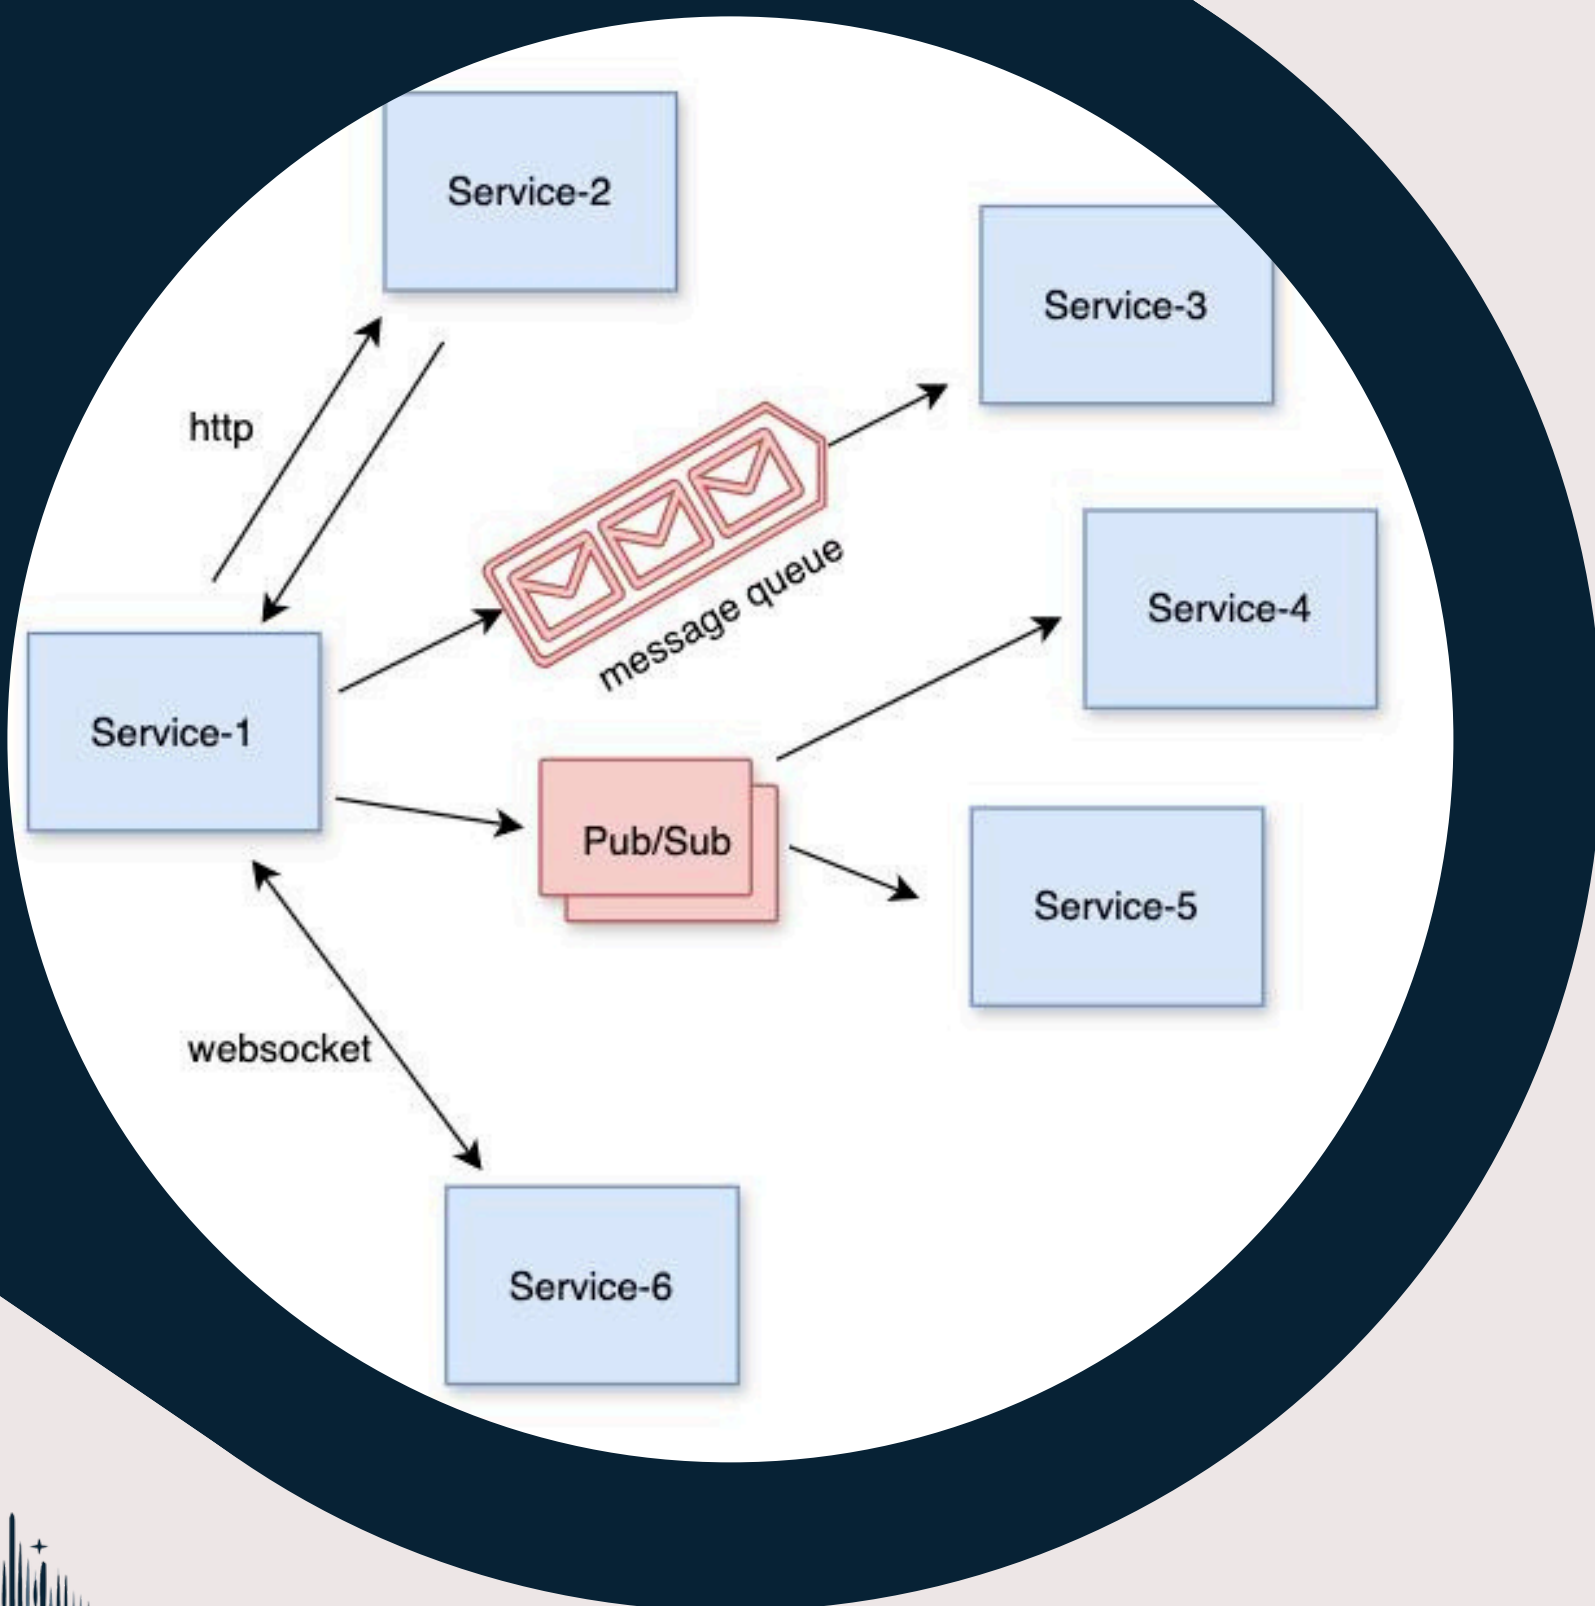 Service-2
Service-3
http
message queue
Service-4
Service-1
Pub/Sub
Service-5
websocket
Service-6